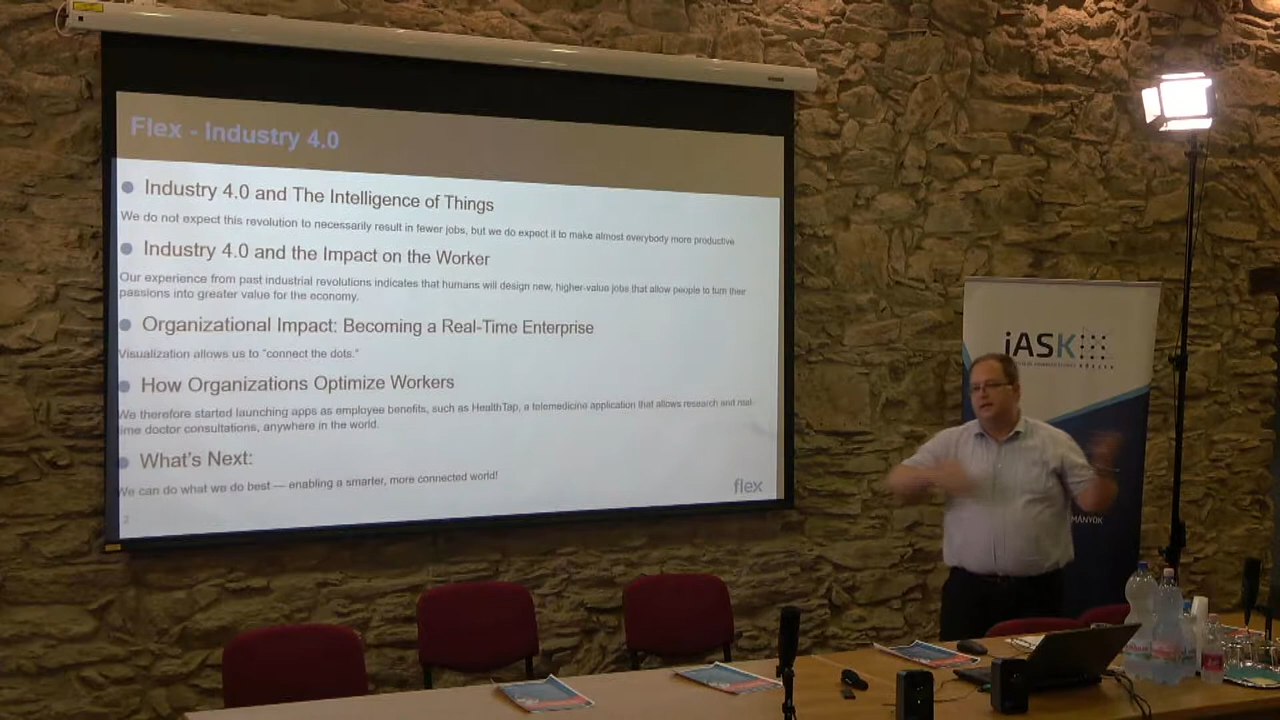 Flex - Industry 4.0
Industry 4.0 and The Intelligence of Things
We do not expect this revolution to necessarily result in fewer jobs, but we do expect it to make almost everybody more productive.
Industry 4.0 and the Impact on the Worker
Our experience from past industrial revolutions indicates that humans will design new, higher-value jobs that allow people to turn their
passions into greater value for the economy.
Organizational Impact: Becoming a Real-Time Enterprise
Visualization allows us to "connect the dots."
How Organizations Optimize Workers
We therefore started launching apps as employee benefits, such as HealthTap, a telemedicine application that allows research and real-
time doctor consultations, anywhere in the world.
What's Next:
We can do what we do best — enabling a smarter, more connected world!
flex
2
iASK
MÁNYOK